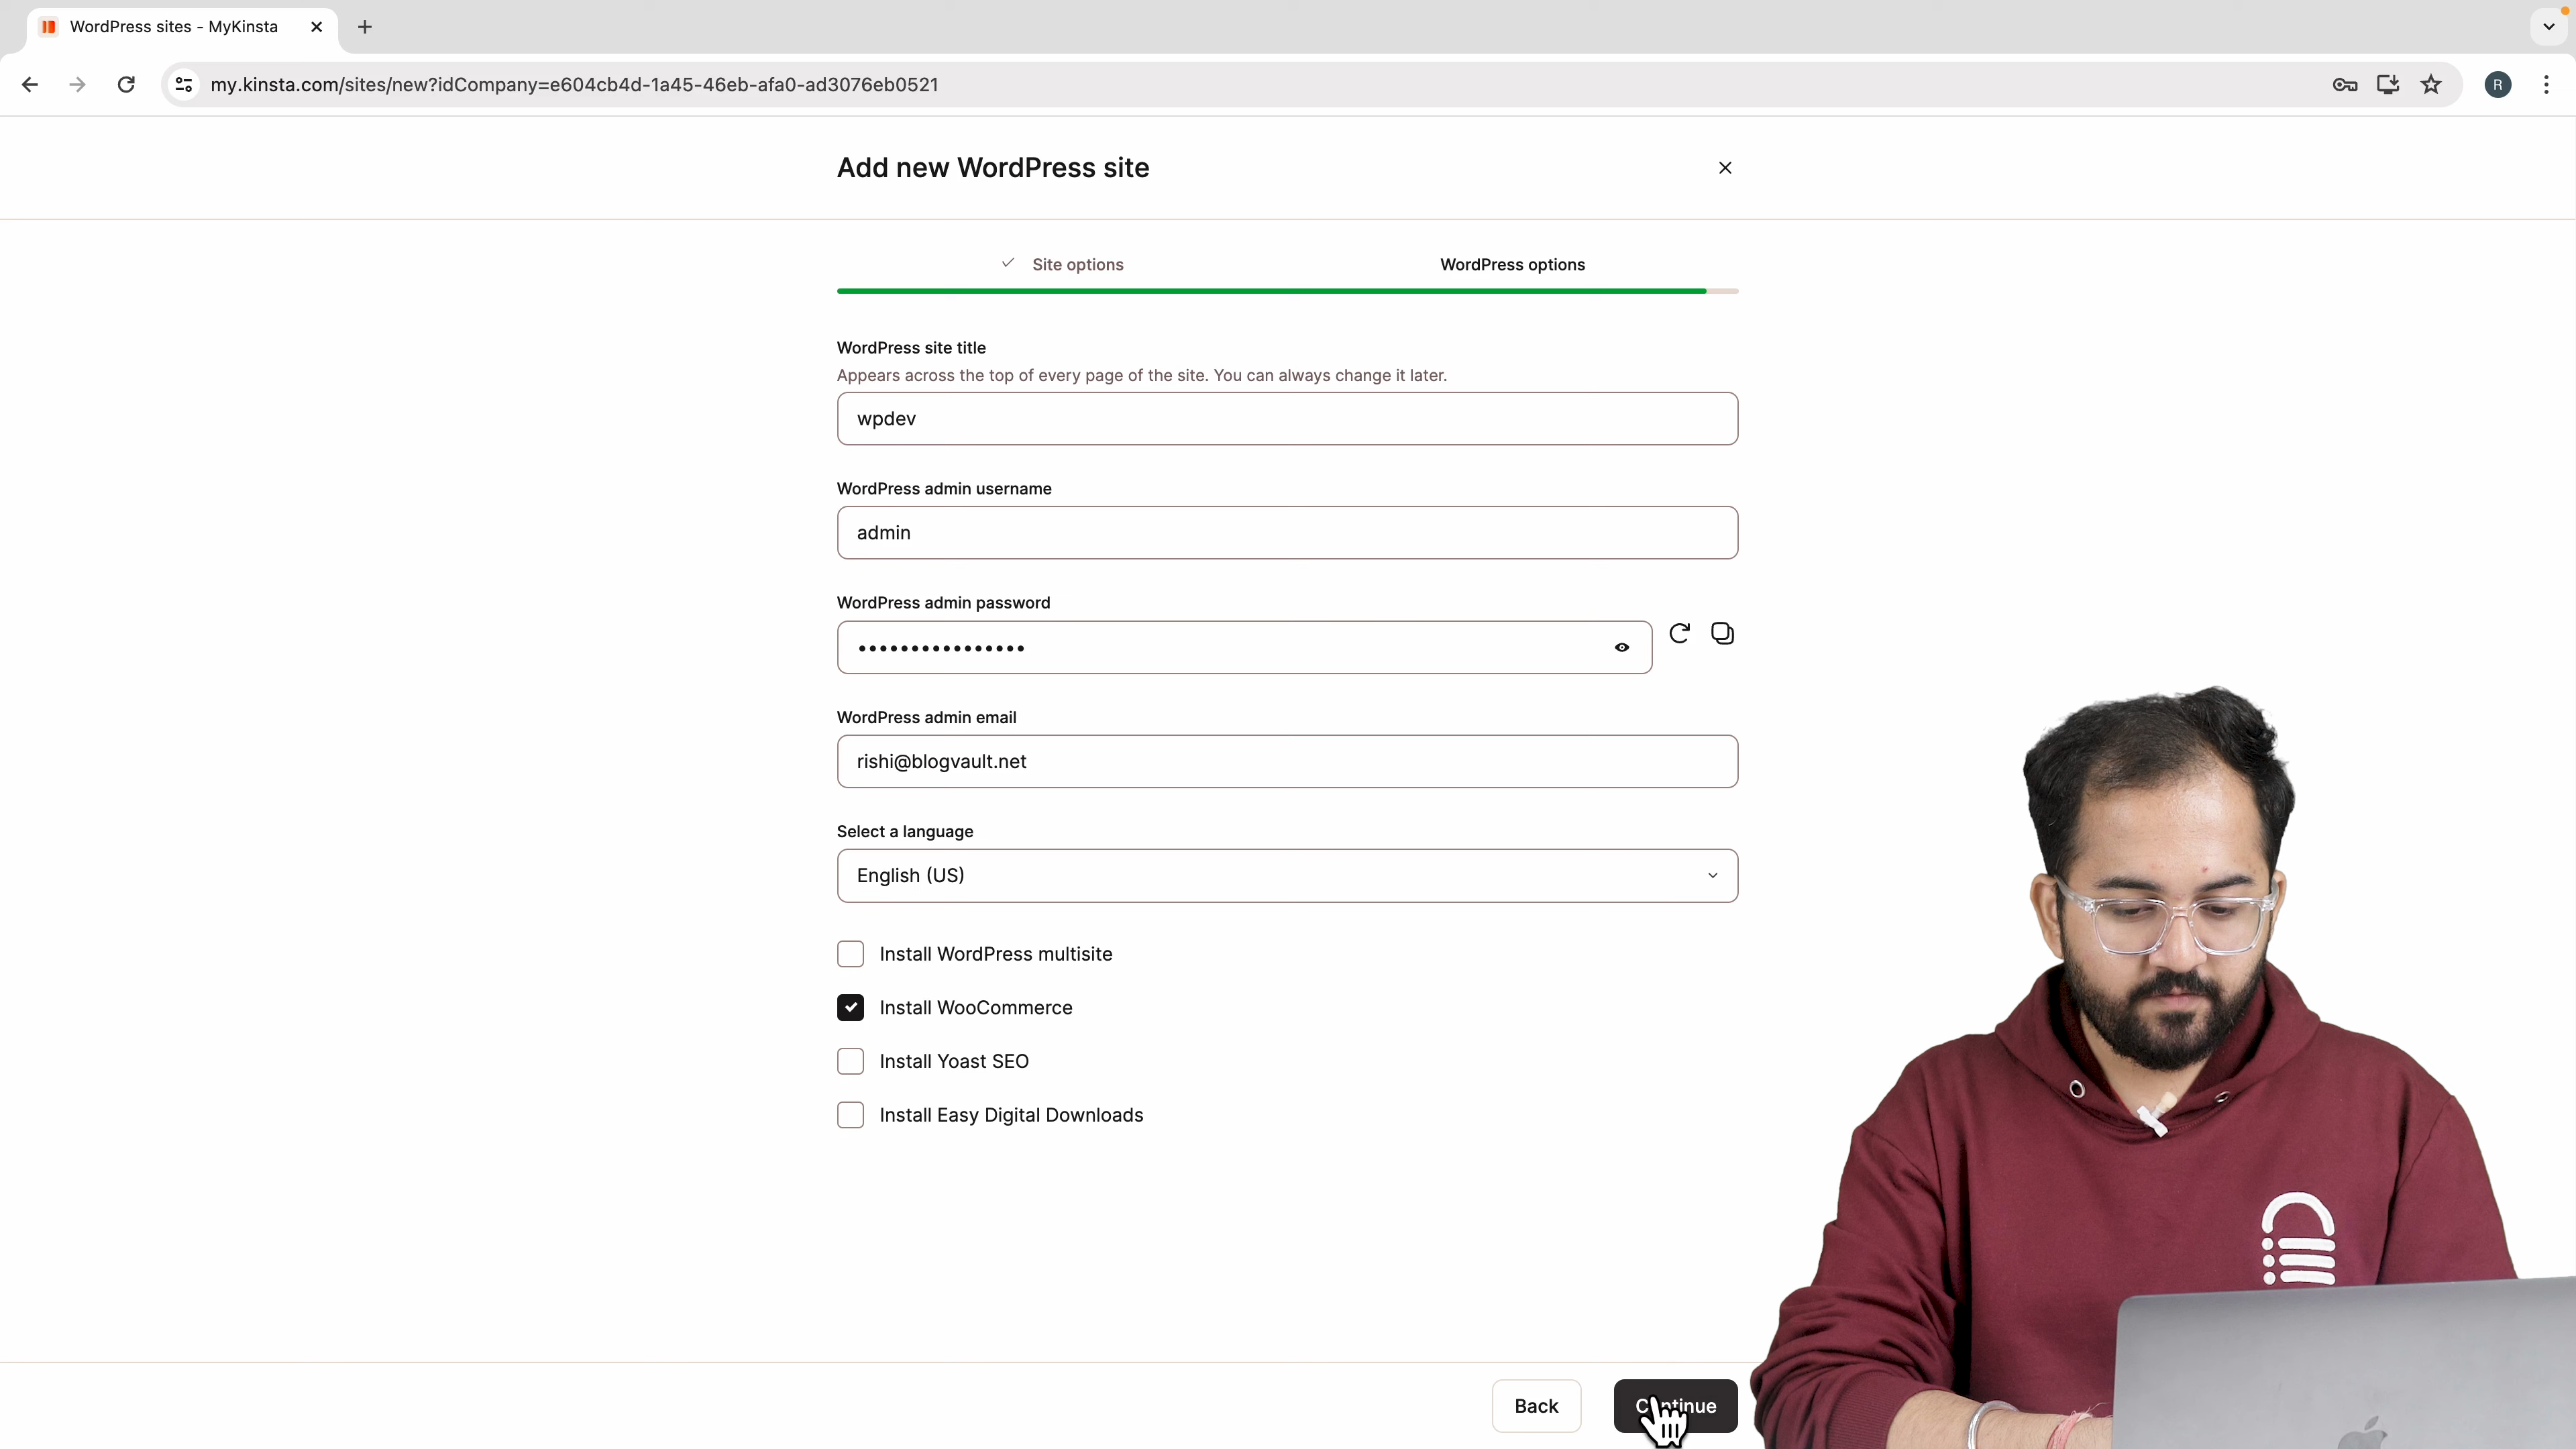 WordPress sites - MyKinsta
my.kinsta.com/sites/new?idCompany=e604cb4d-1a45-46eb-afa0-ad3076eb0521
R
Add new WordPress site
Site options
WordPress options
WordPress site title
Appears across the top of every page of the site. You can always change it later.
wpdev
WordPress admin username
admin
WordPress admin password
WordPress admin email
rishi@blogvault.net
Select a language
English (US)
Install WordPress multisite
Install WooCommerce
Install Yoast SEO
Install Easy Digital Downloads
Back
Continue